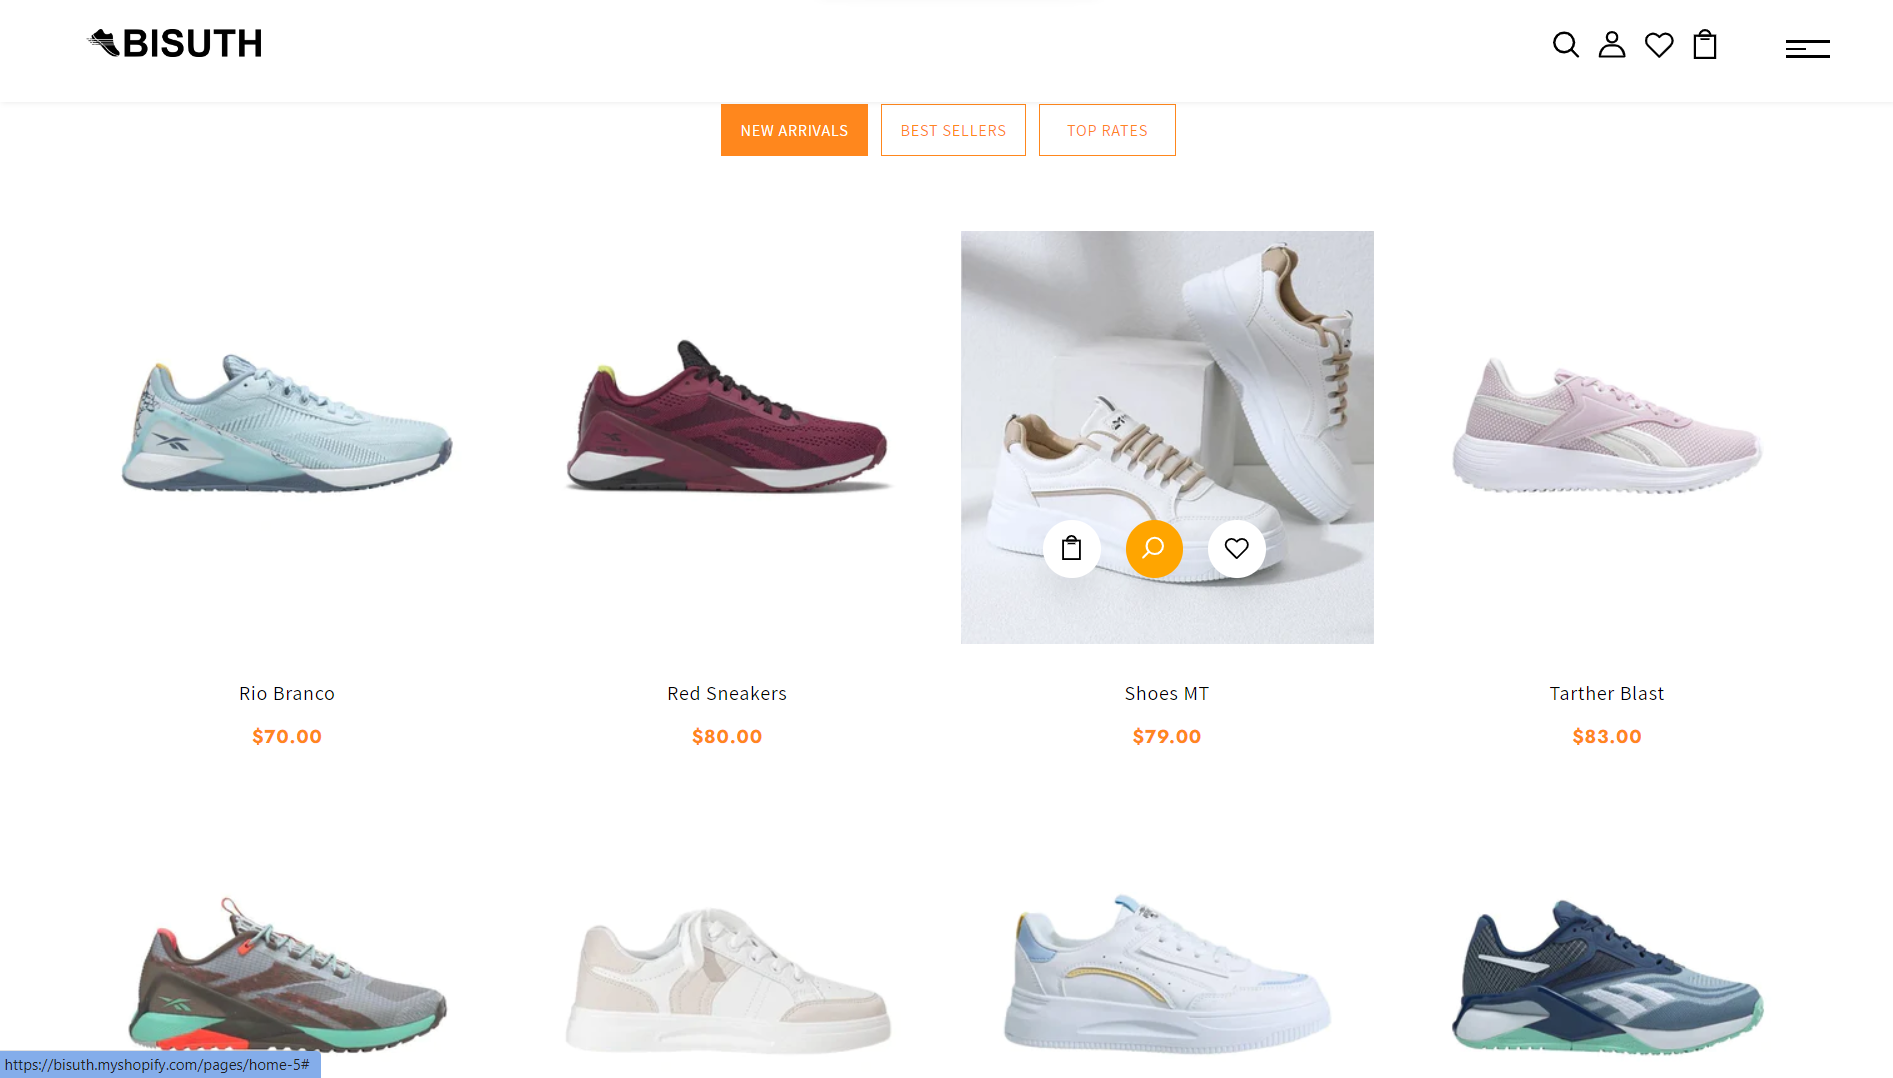 BISUTH
NEW ARRIVALS
BEST SELLERS
TOP RATES
Rio Branco
Red Sneakers
Shoes MT
Tarther Blast
$70.00
$80.00
$79.00
$83.00
https://bisuth.myshopify.com/pages/home-5#